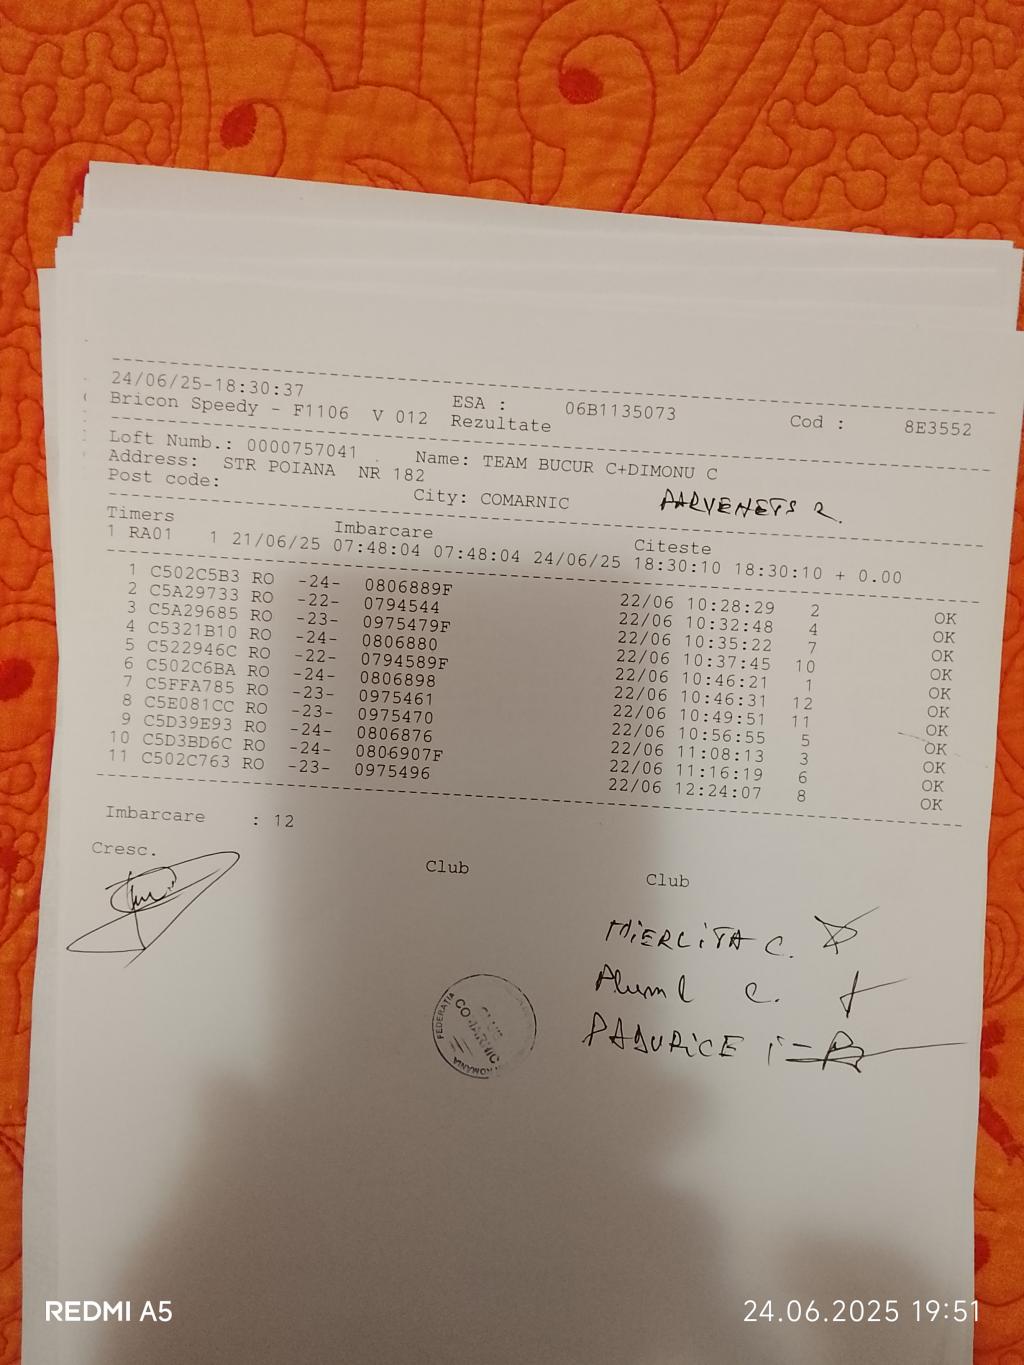 24/06/25-18:30:37 ESA : 06B1135073 Cod : 8E3552
Bricon Speedy - F1106 V 012 Rezultate
Loft Numb.: 0000757041 Name: TEAM BUCUR C+DIMONU C
Address: STR POIANA NR 182
Post code: City: COMARNIC PARVENETS 2.
Timers Imbarcare Citeste
1 RA01 1 21/06/25 07:48:04 07:48:04 24/06/25 18:30:10 18:30:10 + 0.00
1 C502C5B3 RO -24- 0806889F 22/06 10:28:29 2 OK
2 C5A29733 RO -22- 0794544 22/06 10:32:48 4 OK
3 C5A29685 RO -23- 0975479F 22/06 10:35:22 7 OK
4 C5321B10 RO -24- 0806880 22/06 10:37:45 10 OK
5 C522946C RO -22- 0794589F 22/06 10:46:21 1 OK
6 C502C6BA RO -24- 0806898 22/06 10:46:31 12 OK
7 C5FFA785 RO -23- 0975461 22/06 10:49:51 11 OK
8 C5E081CC RO -23- 0975470 22/06 10:56:55 5 OK
9 C5D39E93 RO -24- 0806876 22/06 11:08:13 3 OK
10 C5D3BD6C RO -24- 0806907F 22/06 11:16:19 6 OK
11 C502C763 RO -23- 0975496 22/06 12:24:07 8 OK
Imbarcare : 12
Cresc. Club Club
MIERLITA C.
C.
PADURICE i
FEDERATIA
COMARNIC
ROMANIA
REDMI A5 24.06.2025 19:51